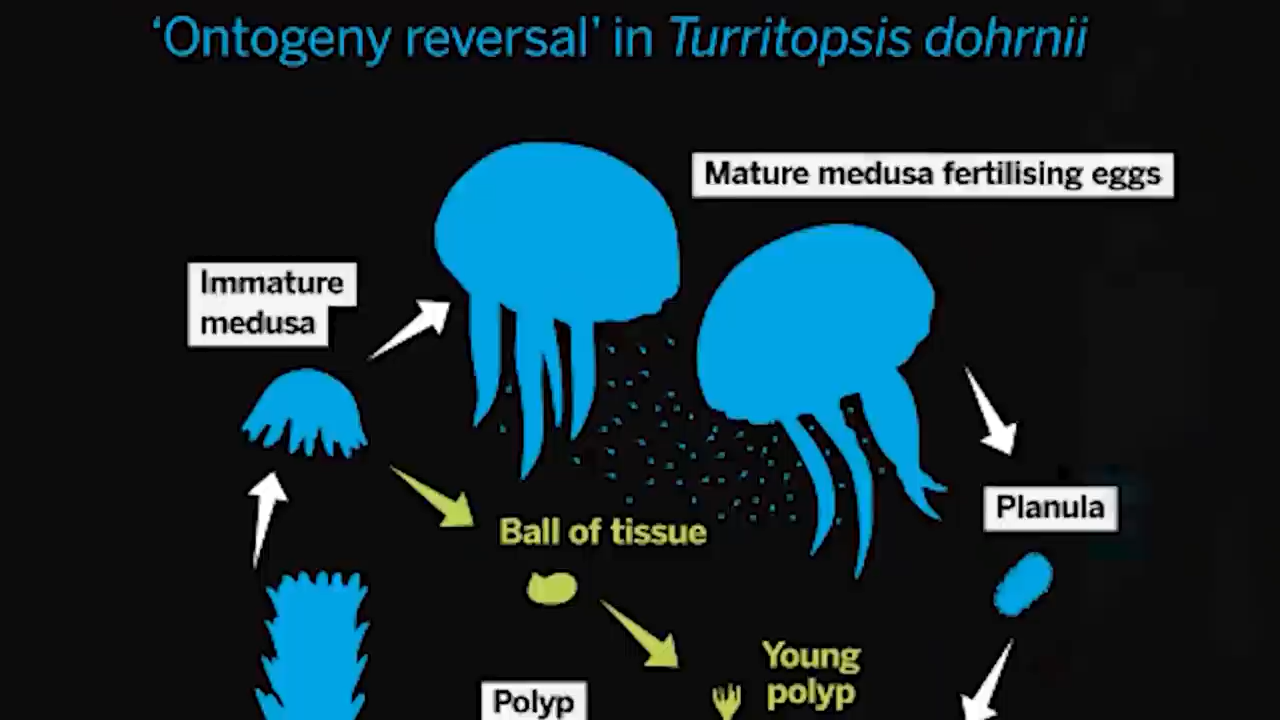 ‘Ontogeny reversal’ in Turritopsis dohrnii
Mature medusa fertilising eggs
Immature
medusa
Planula
Ball of tissue
Young
polyp
Polyp